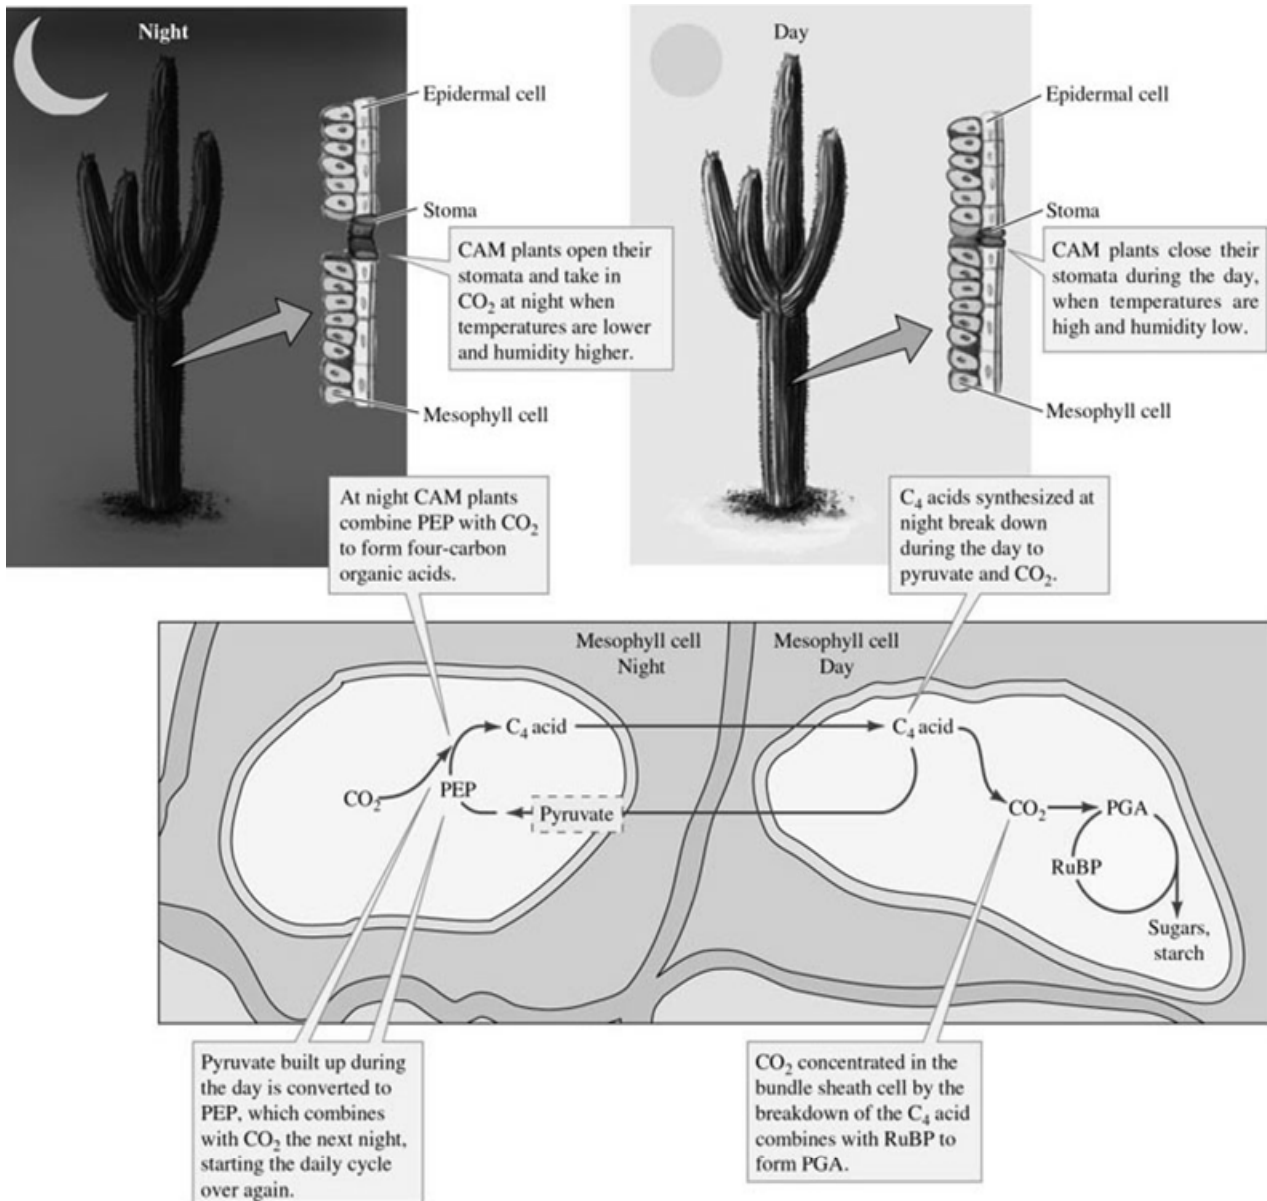 Night
Epidermal cell
Stoma
CAM plants open their
stomata and take in
CO₂ at night when
temperatures are lower
and humidity higher.
Mesophyll cell
Day
Epidermal cell
Stoma
CAM plants close their
stomata during the day,
when temperatures are
high and humidity low.
Mesophyll cell
At night CAM plants
combine PEP with CO₂
to form four-carbon
organic acids.
C₄ acids synthesized at
night break down
during the day to
pyruvate and CO₂.
Mesophyll cell
Night
Mesophyll cell
Day
C₄ acid
CO₂
PEP
Pyruvate
C₄ acid
CO₂
PGA
RuBP
Sugars,
starch
Pyruvate built up during
the day is converted to
PEP, which combines
with CO₂ the next night,
starting the daily cycle
over again.
CO₂ concentrated in the
bundle sheath cell by the
breakdown of the C₄ acid
combines with RuBP to
form PGA.